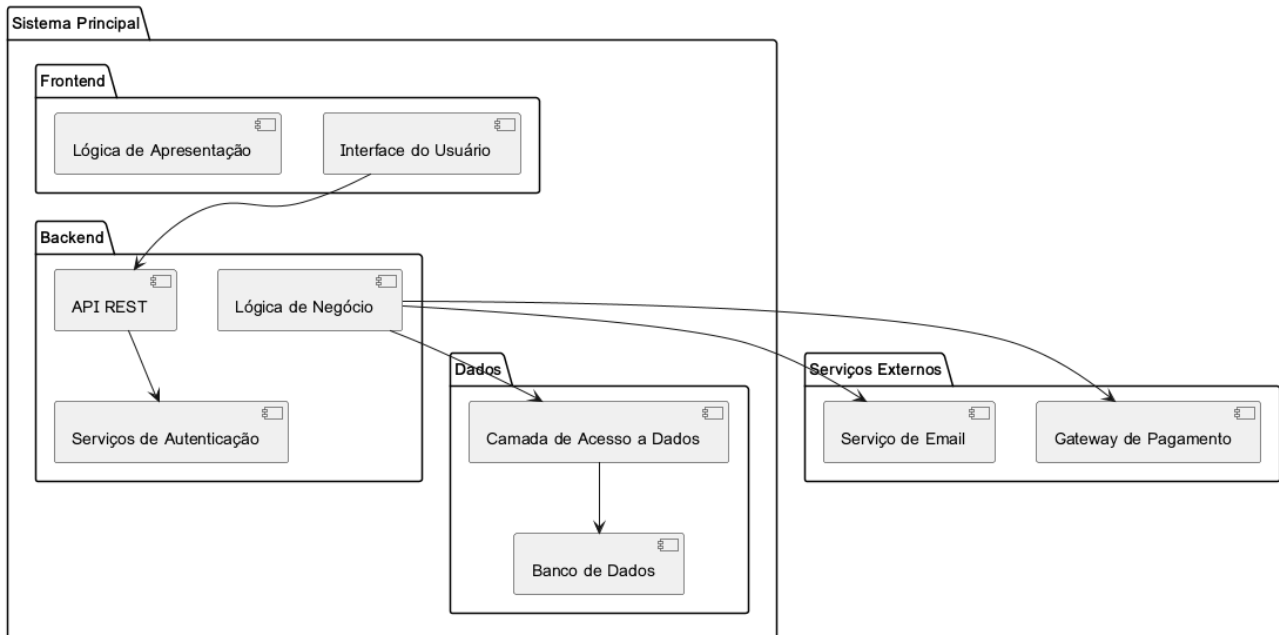 Sistema Principal
Frontend
Lógica de Apresentação
Interface do Usuário
Backend
API REST
Lógica de Negócio
Serviços de Autenticação
Dados
Camada de Acesso a Dados
Banco de Dados
Serviços Externos
Serviço de Email
Gateway de Pagamento